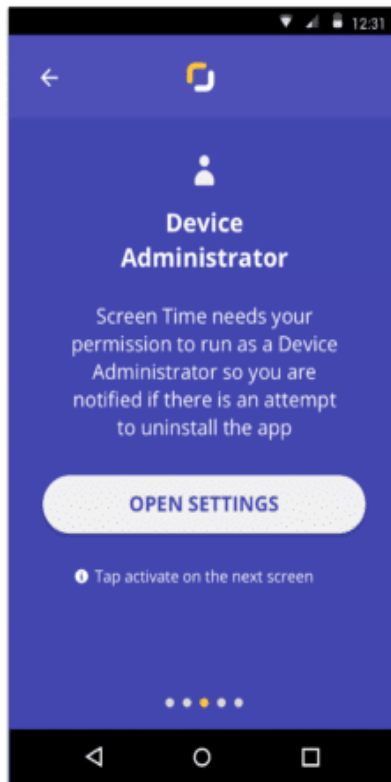 12:31
Device
Administrator
Screen Time needs your
permission to run as a Device
Administrator so you are
notified if there is an attempt
to uninstall the app
OPEN SETTINGS
Tap activate on the next screen